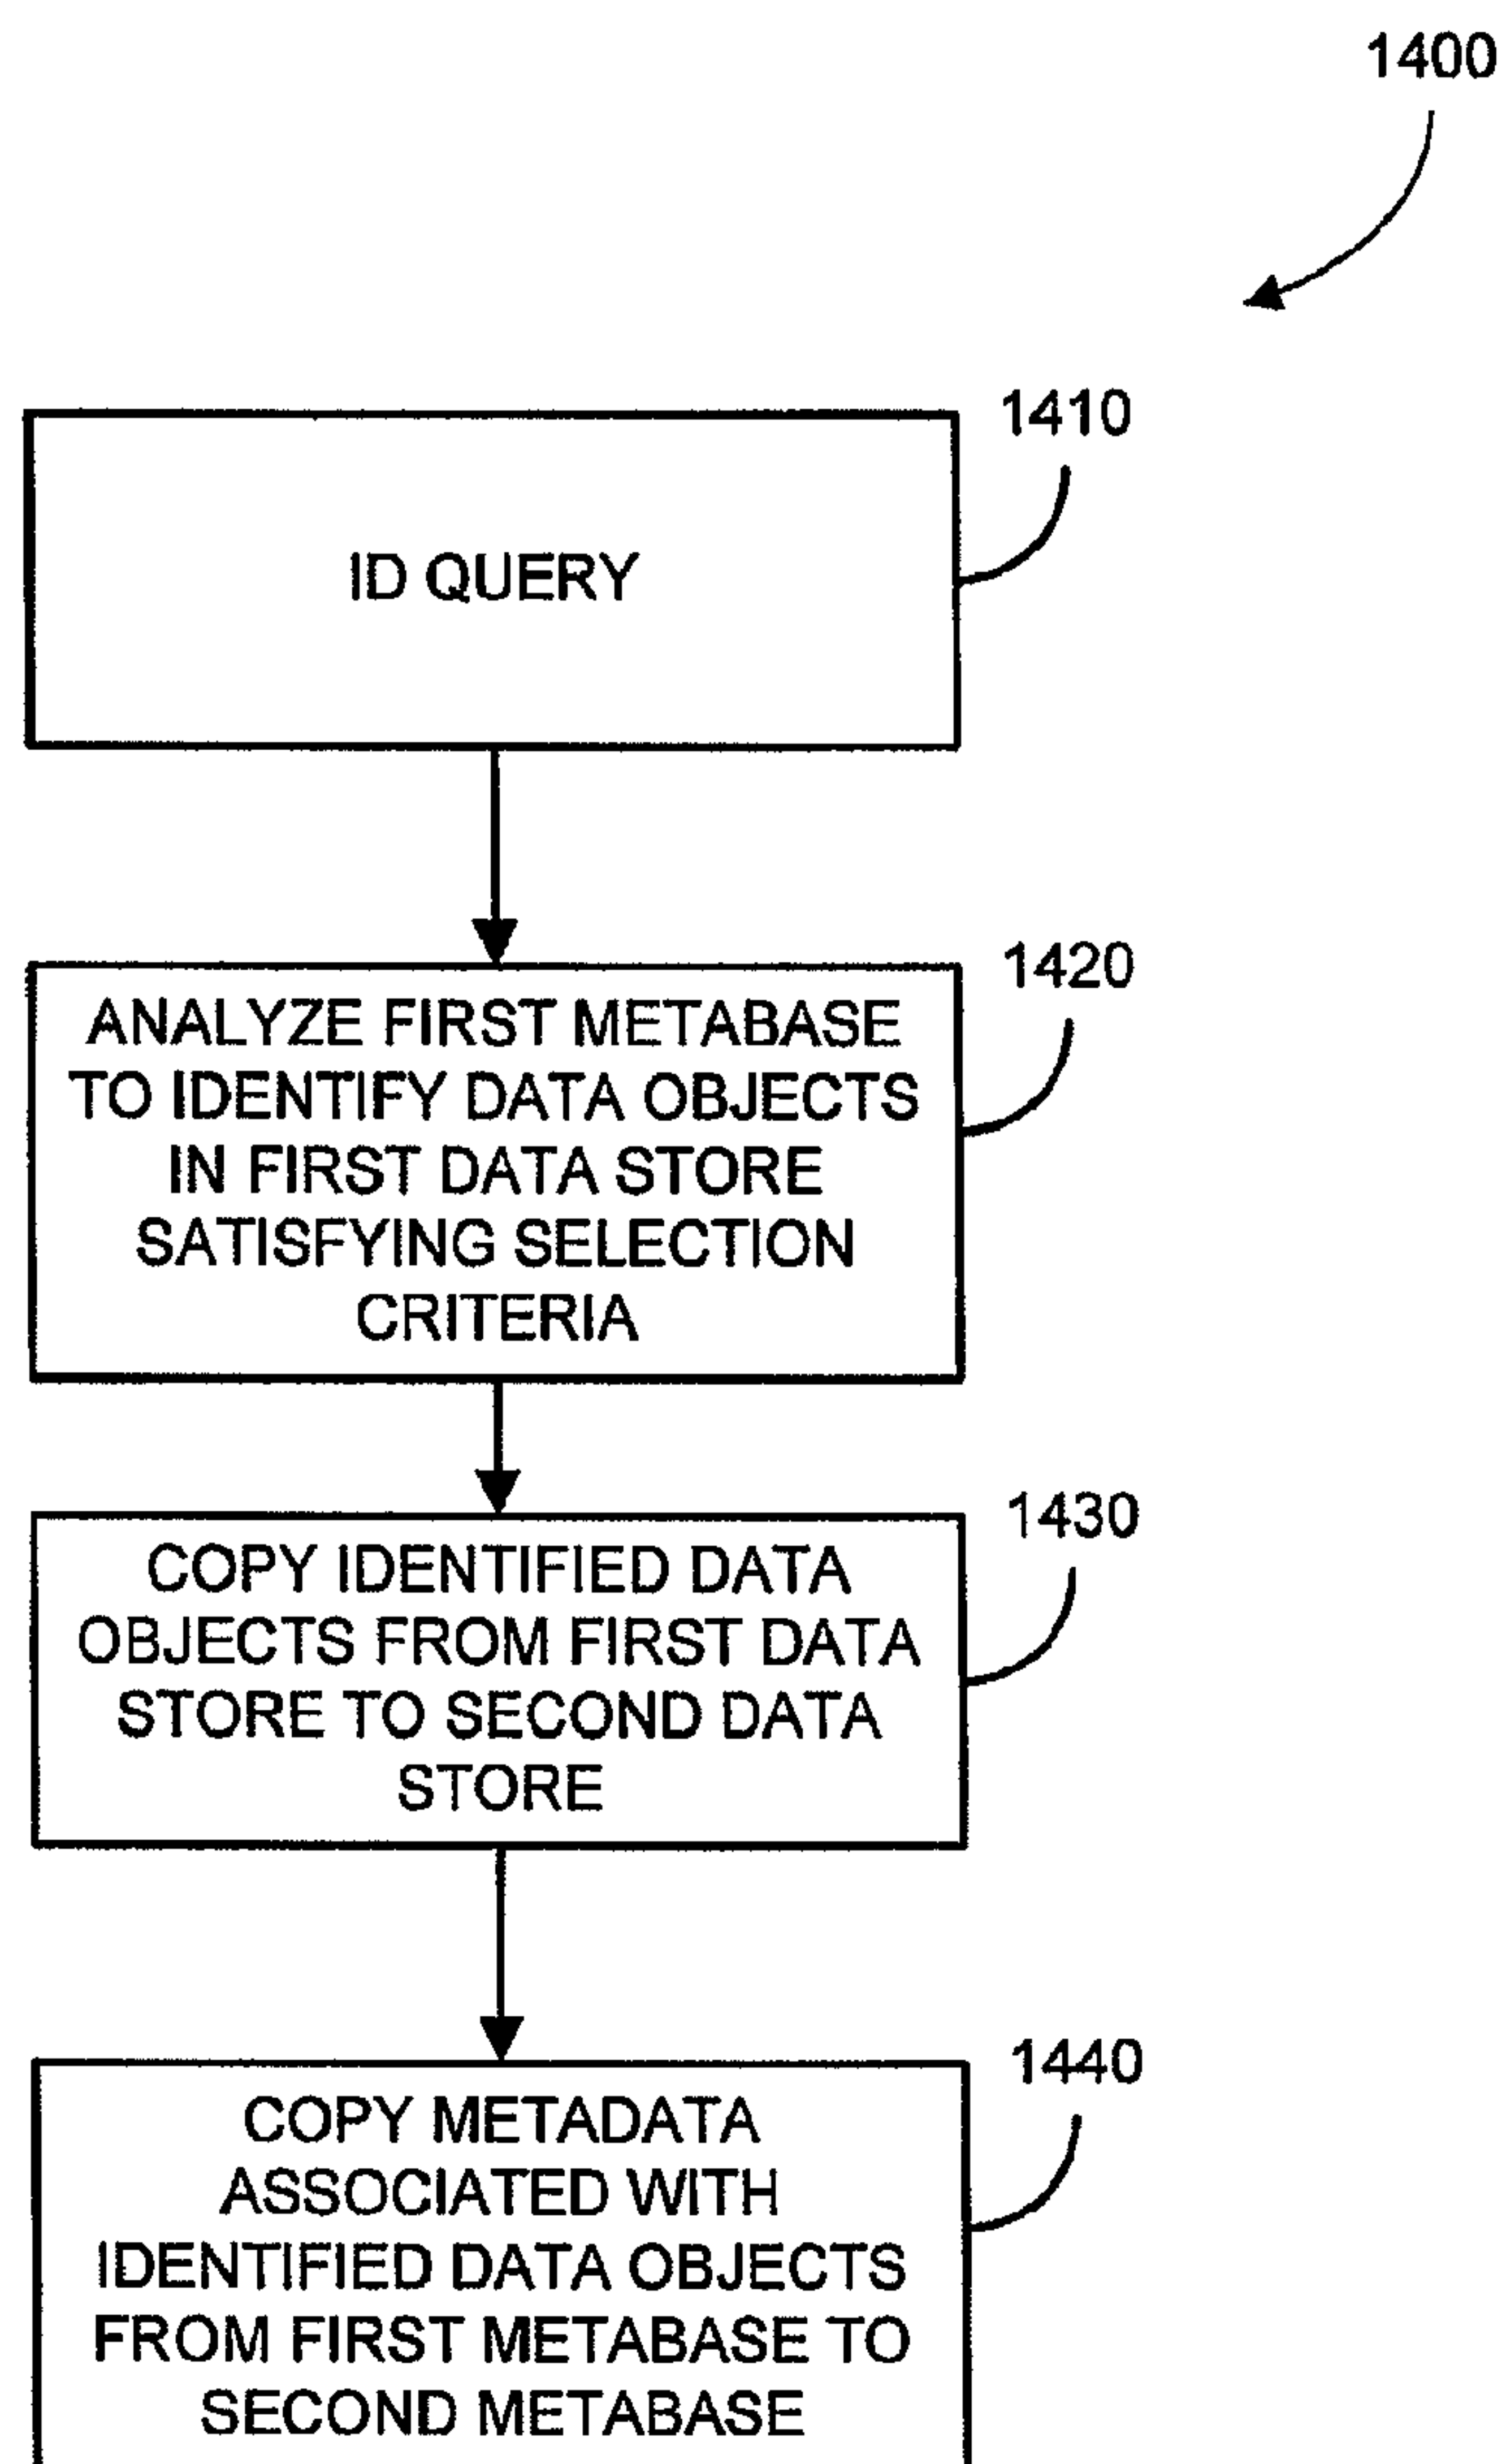 1400
1410
ID QUERY
1420
ANALYZE FIRST METABASE
TO IDENTIFY DATA OBJECTS
IN FIRST DATA STORE
SATISFYING SELECTION
CRITERIA
1430
COPY IDENTIFIED DATA
OBJECTS FROM FIRST DATA
STORE TO SECOND DATA
STORE
1440
COPY METADATA
ASSOCIATED WITH
IDENTIFIED DATA OBJECTS
FROM FIRST METABASE TO
SECOND METABASE